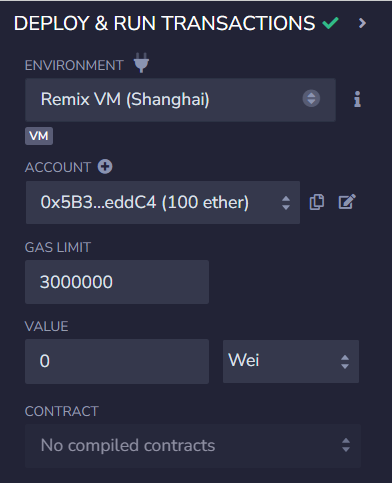 DEPLOY & RUN TRANSACTIONS
ENVIRONMENT
Remix VM (Shanghai)
VM
ACCOUNT
0x5B3...eddC4 (100 ether)
GAS LIMIT
3000000
VALUE
0 Wei
CONTRACT
No compiled contracts